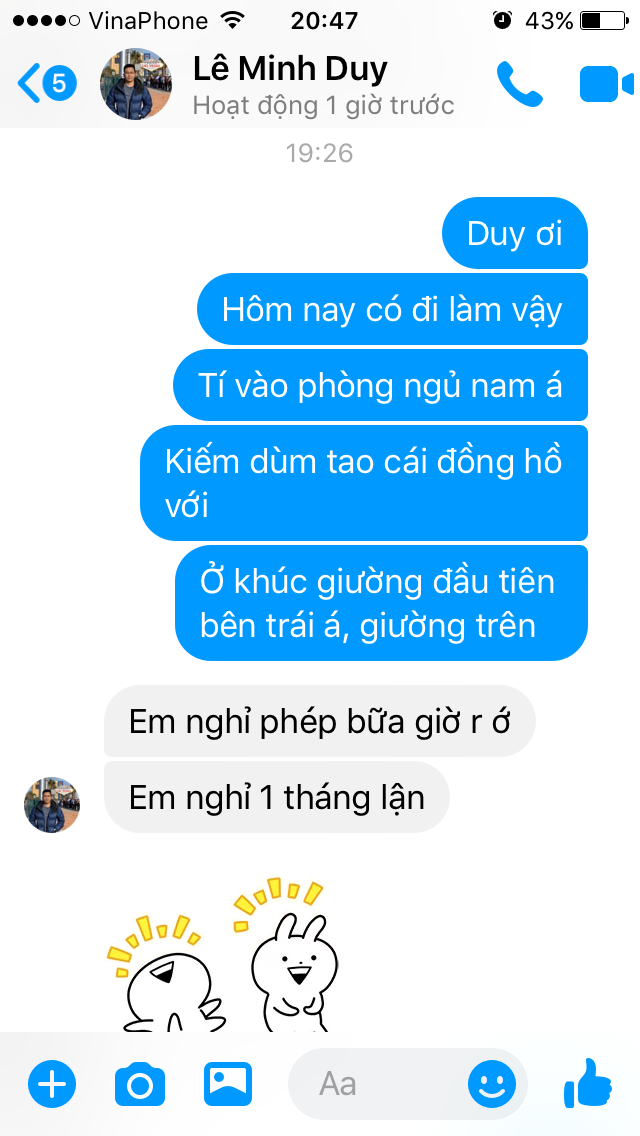 VinaPhone 20:47 43%
5
Lê Minh Duy
Hoạt động 1 giờ trước
19:26
Duy ơi
Hôm nay có đi làm vậy
Tí vào phòng ngủ nam á
Kiếm dùm tao cái đồng hồ
với
Ở khúc giường đầu tiên
bên trái á, giường trên
Em nghỉ phép bữa giờ r ớ
Em nghỉ 1 tháng lận
Aa